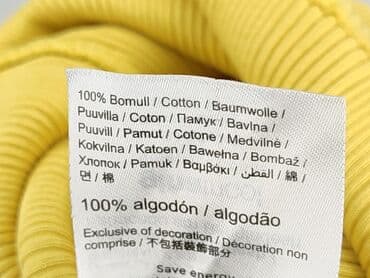 100% Bomull / Cotton / Baumwolle /
Puuvilla / Coton / Памук / Bavlna /
Puuvill / Pamut / Cotone / Medvilnė /
Kokvilna / Katoen / Bawełna / Bombaž /
Хлопок / Pamuk / Βαμβάκι / القطن / 綿 /
면 / 棉
100% algodón / algodão
Exclusive of decoration / Décoration non
comprise / 不包括裝飾部分
Save energy